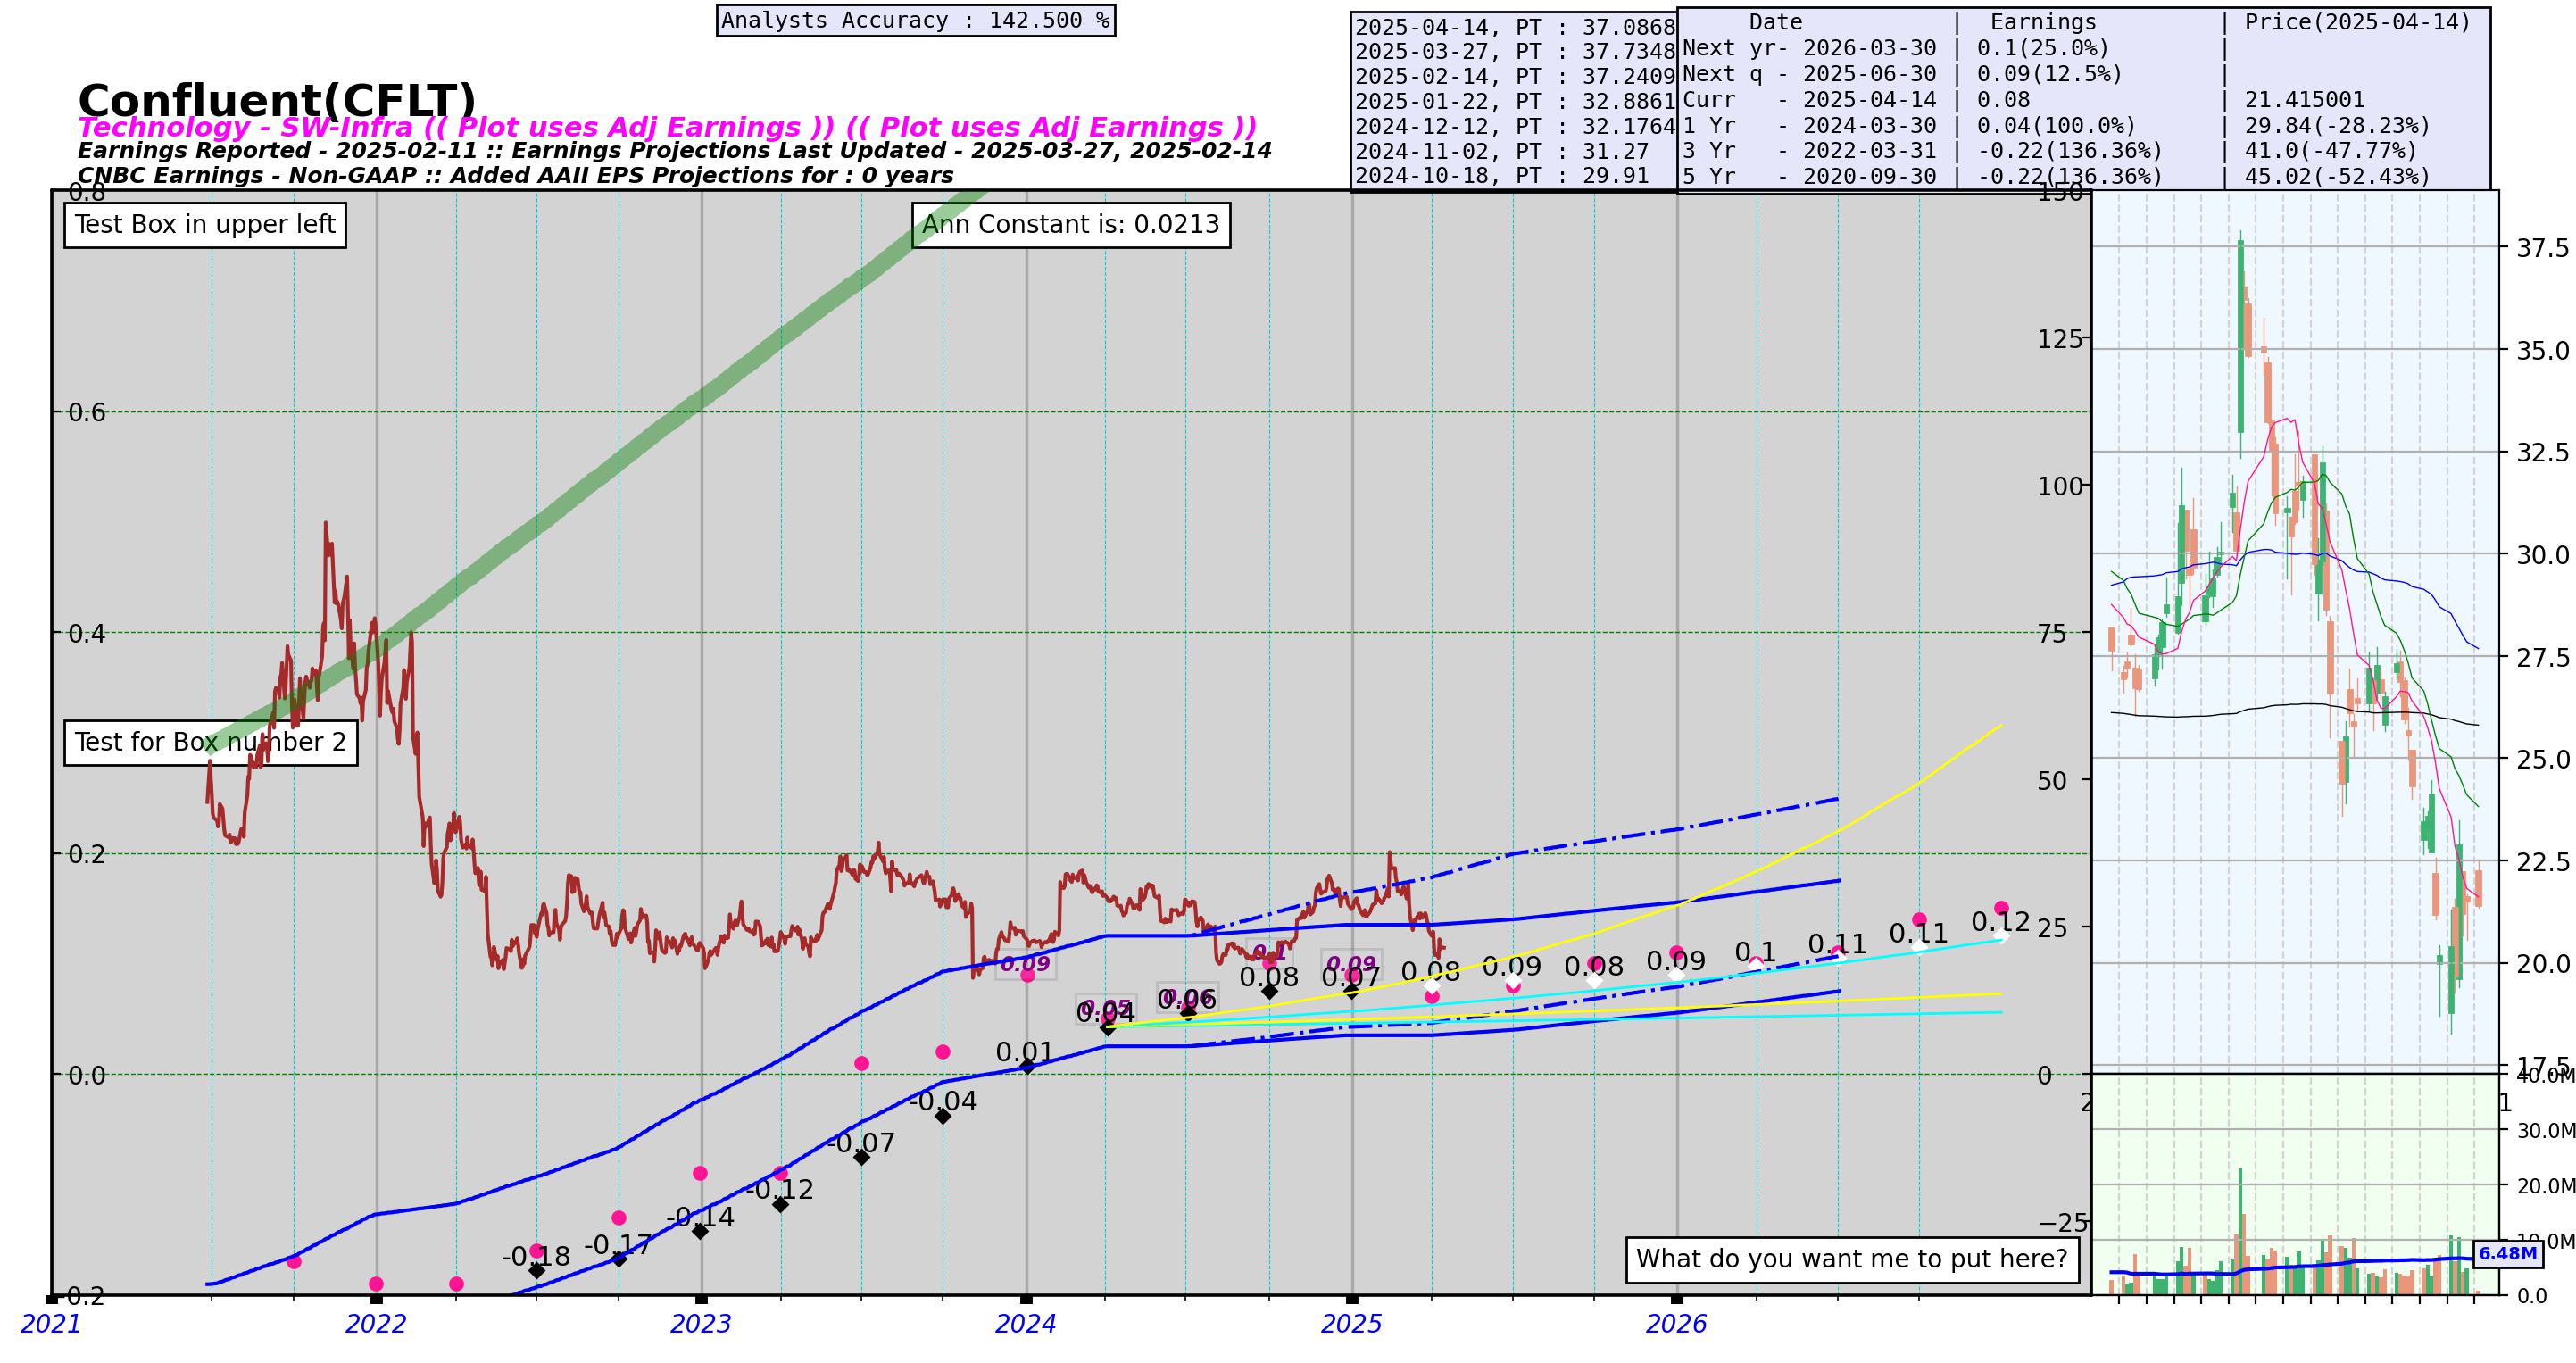 Analysts Accuracy : 142.500 %
2025-04-14, PT : 37.0868
2025-03-27, PT : 37.7348
2025-02-14, PT : 37.2409
2025-01-22, PT : 32.8861
2024-12-12, PT : 32.1764
2024-11-02, PT : 31.27
2024-10-18, PT : 29.91
Date | Earnings | Price(2025-04-14)
Next yr- 2026-03-30 | 0.1(25.0%) |
Next q - 2025-06-30 | 0.09(12.5%) |
Curr - 2025-04-14 | 0.08 | 21.415001
1 Yr - 2024-03-30 | 0.04(100.0%) | 29.84(-28.23%)
3 Yr - 2022-03-31 | -0.22(136.36%) | 41.0(-47.77%)
5 Yr - 2020-09-30 | -0.22(136.36%) | 45.02(-52.43%)
Confluent(CFLT)
Technology - SW-Infra (( Plot uses Adj Earnings )) (( Plot uses Adj Earnings ))
Earnings Reported - 2025-02-11 :: Earnings Projections Last Updated - 2025-03-27, 2025-02-14
CNBC Earnings - Non-GAAP :: Added AAII EPS Projections for : 0 years
0.8
0.6
0.4
0.2
0.0
-0.2
Test Box in upper left
Ann Constant is: 0.0213
Test for Box number 2
What do you want me to put here?
-0.18
-0.17
-0.14
-0.12
-0.07
-0.04
0.01
0.09
0.04
0.05
0.06
0.06
0.08
0.1
0.07
0.09
0.08
0.09
0.08
0.09
0.1
0.11
0.11
0.12
150
125
100
75
50
25
0
−25
37.5
35.0
32.5
30.0
27.5
25.0
22.5
20.0
17.5
40.0M
30.0M
20.0M
10.0M
0.0
6.48M
2021
2022
2023
2024
2025
2026